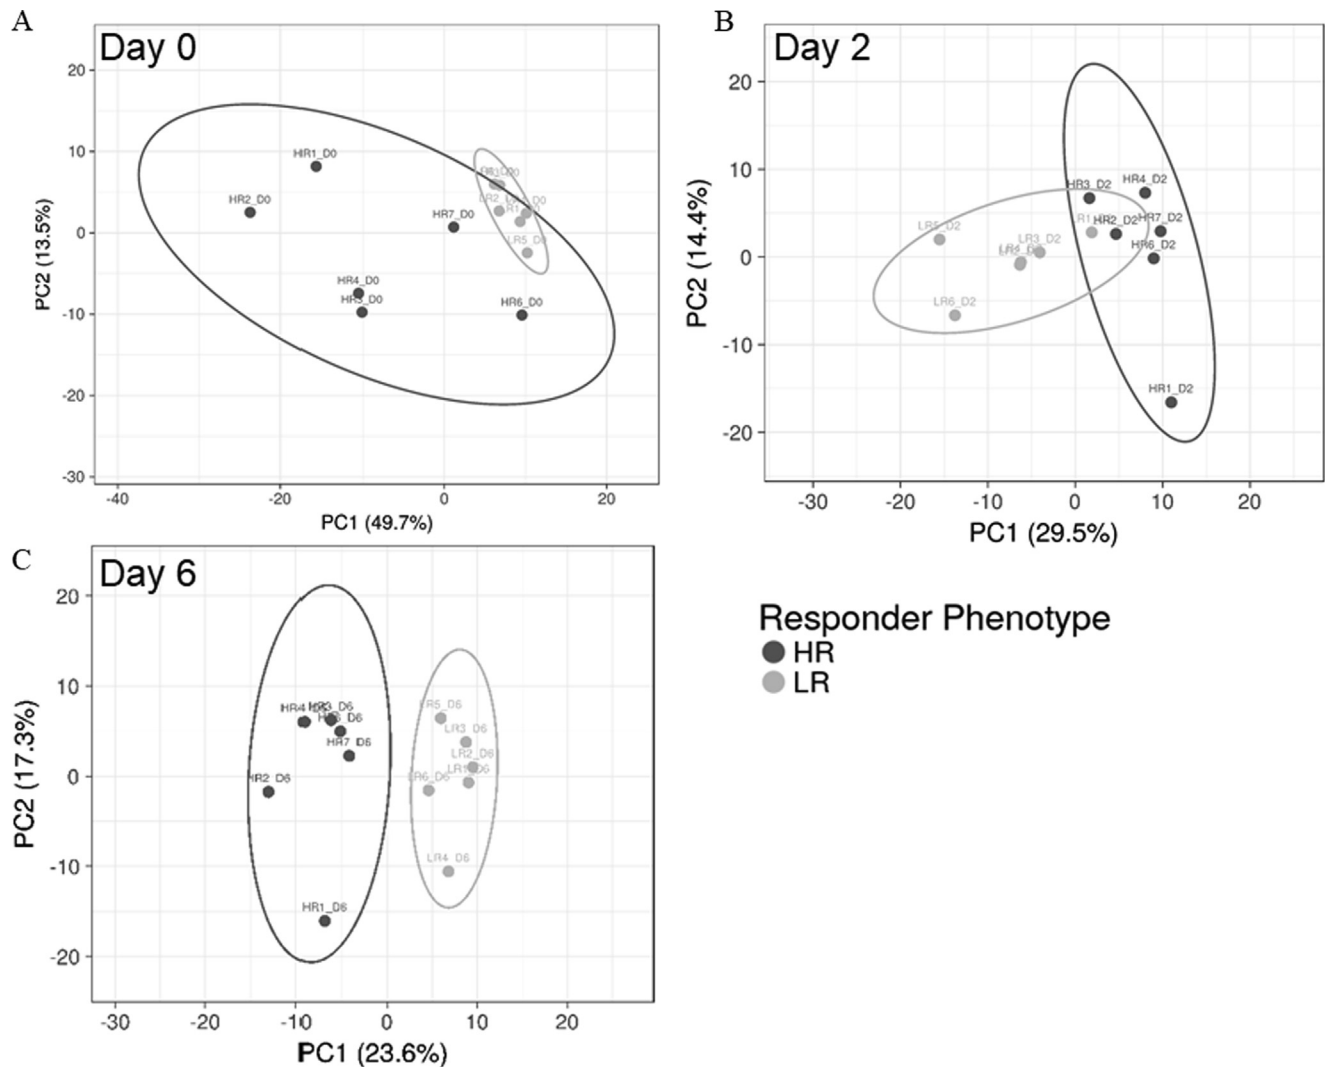 A
Day 0
20
10
0
-10
-20
-30
PC2 (13.5%)
HR1_D0
HR2_D0
HR7_D0
HR4_D0
HR3_D0
HR6_D0
LR5_D0
-40
-20
0
20
PC1 (49.7%)
B
Day 2
20
10
0
-10
-20
PC2 (14.4%)
HR3_D2
HR4_D2
HR2_D2
HR7_D2
HR6_D2
LR5_D2
LR3_D2
LR6_D2
HR1_D2
-30
-20
-10
0
10
20
PC1 (29.5%)
C
Day 6
20
10
0
-10
-20
PC2 (17.3%)
HR7_D6
HR2_D6
HR1_D6
LR5_D6
LR3_D6
LR2_D6
LR1_D6
LR6_D6
LR4_D6
-30
-20
-10
0
10
20
PC1 (23.6%)
Responder Phenotype
HR
LR